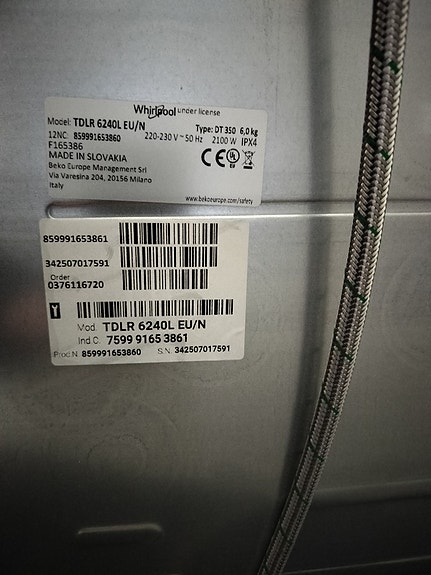 Whirlpool under license
Model: TDLR 6240L EU/N Type: DT 350 6,0 kg
12NC: 859991653860 220-230 V ~ 50 Hz 2100 W IPX4
F165386
MADE IN SLOVAKIA
Beko Europe Management Srl
Via Varesina 204, 20156 Milano
Italy
www.bekoeurope.com/safety
859991653861
342507017591
Order
0376116720
Y
Mod. TDLR 6240L EU/N
Ind.C. 7599 9165 3861
Prod.N. 859991653860 S.N. 342507017591